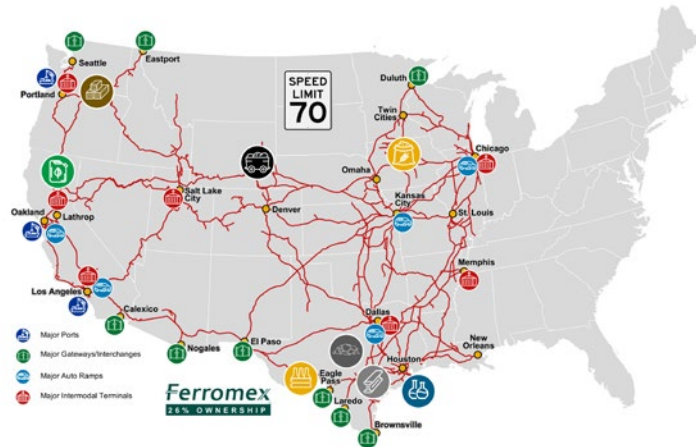 Seattle
Eastport
Portland
SPEED
LIMIT
70
Duluth
Twin
Cities
Chicago
Omaha
Salt Lake
City
Oakland
Lathrop
Denver
Kansas
City
St. Louis
Los Angeles
Memphis
Calexico
Dallas
Nogales
El Paso
New
Orleans
Houston
Eagle
Pass
Laredo
Brownsville
Major Ports
Major Gateways/Interchanges
Major Auto Ramps
Major Intermodal Terminals
Ferromex
26% OWNERSHIP